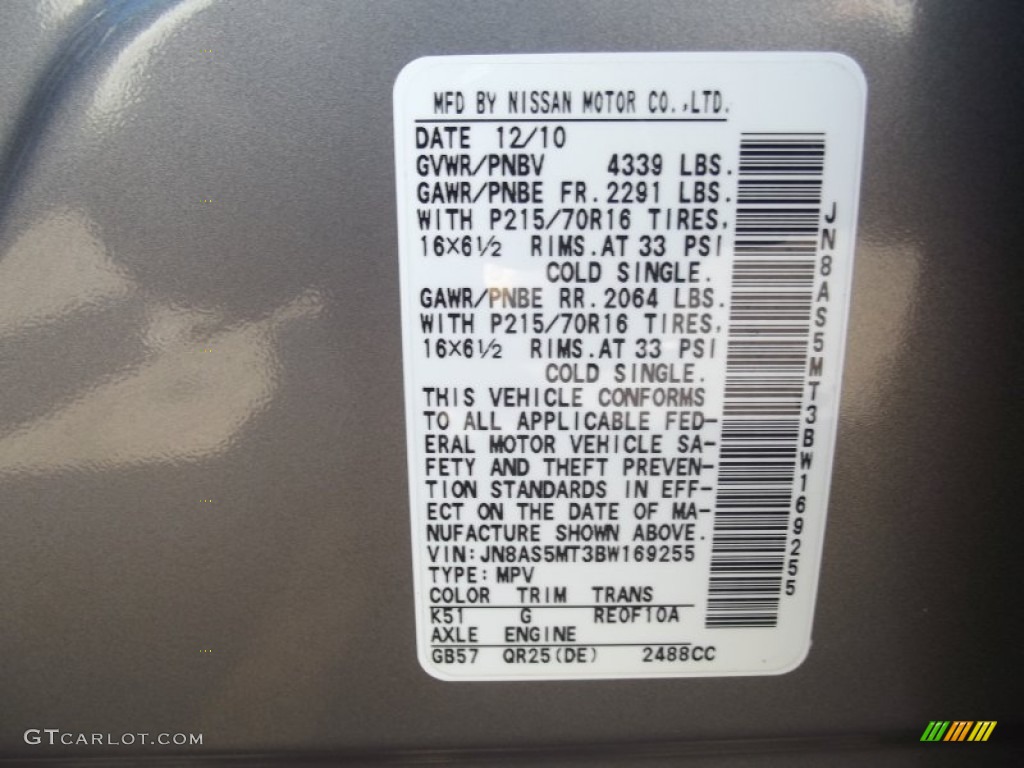 MFD BY NISSAN MOTOR CO.,LTD.
DATE 12/10
GVWR/PNBV 4339 LBS.
GAWR/PNBE FR.2291 LBS.
WITH P215/70R16 TIRES,
16×6½ RIMS.AT 33 PSI
COLD SINGLE.
GAWR/PNBE RR.2064 LBS.
WITH P215/70R16 TIRES,
16×6½ RIMS.AT 33 PSI
COLD SINGLE.
THIS VEHICLE CONFORMS
TO ALL APPLICABLE FED-
ERAL MOTOR VEHICLE SA-
FETY AND THEFT PREVEN-
TION STANDARDS IN EFF-
ECT ON THE DATE OF MA-
NUFACTURE SHOWN ABOVE.
VIN:JN8AS5MT3BW169255
TYPE:MPV
COLOR TRIM TRANS
K51 G RE0F10A
AXLE ENGINE
GB57 QR25(DE) 2488CC
JN8AS5MT3BW169255
GTCARLOT.COM